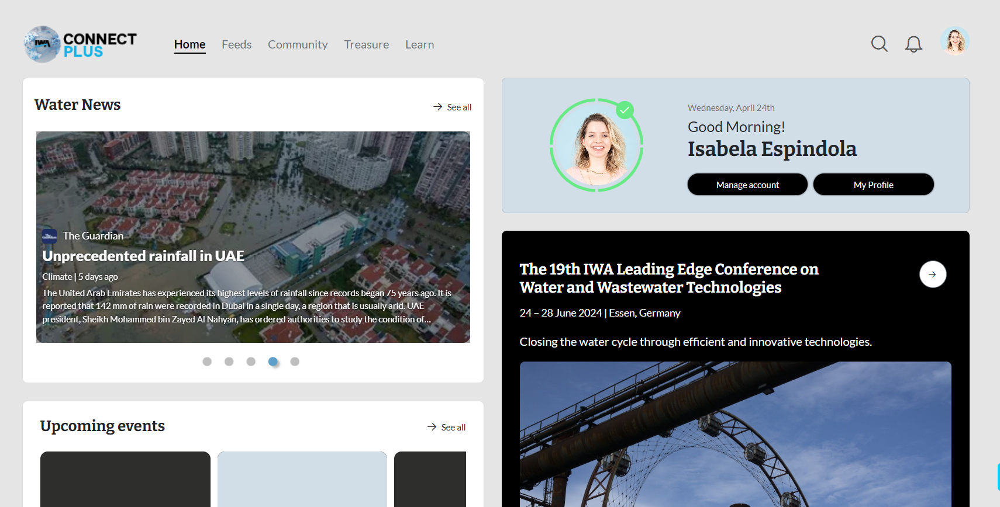 IWA CONNECT
PLUS
Home Feeds Community Treasure Learn
Water News
See all
The Guardian
Unprecedented rainfall in UAE
Climate | 5 days ago
The United Arab Emirates has experienced its highest levels of rainfall since records began 75 years ago. It is
reported that 142 mm of rain were recorded in Dubai in a single day, a region that is usually arid. UAE
president, Sheikh Mohammed bin Zayed Al Nahyan, has ordered authorities to study the condition of...
Upcoming events
See all
Wednesday, April 24th
Good Morning!
Isabela Espindola
Manage account
My Profile
The 19th IWA Leading Edge Conference on
Water and Wastewater Technologies
24 – 28 June 2024 | Essen, Germany
Closing the water cycle through efficient and innovative technologies.